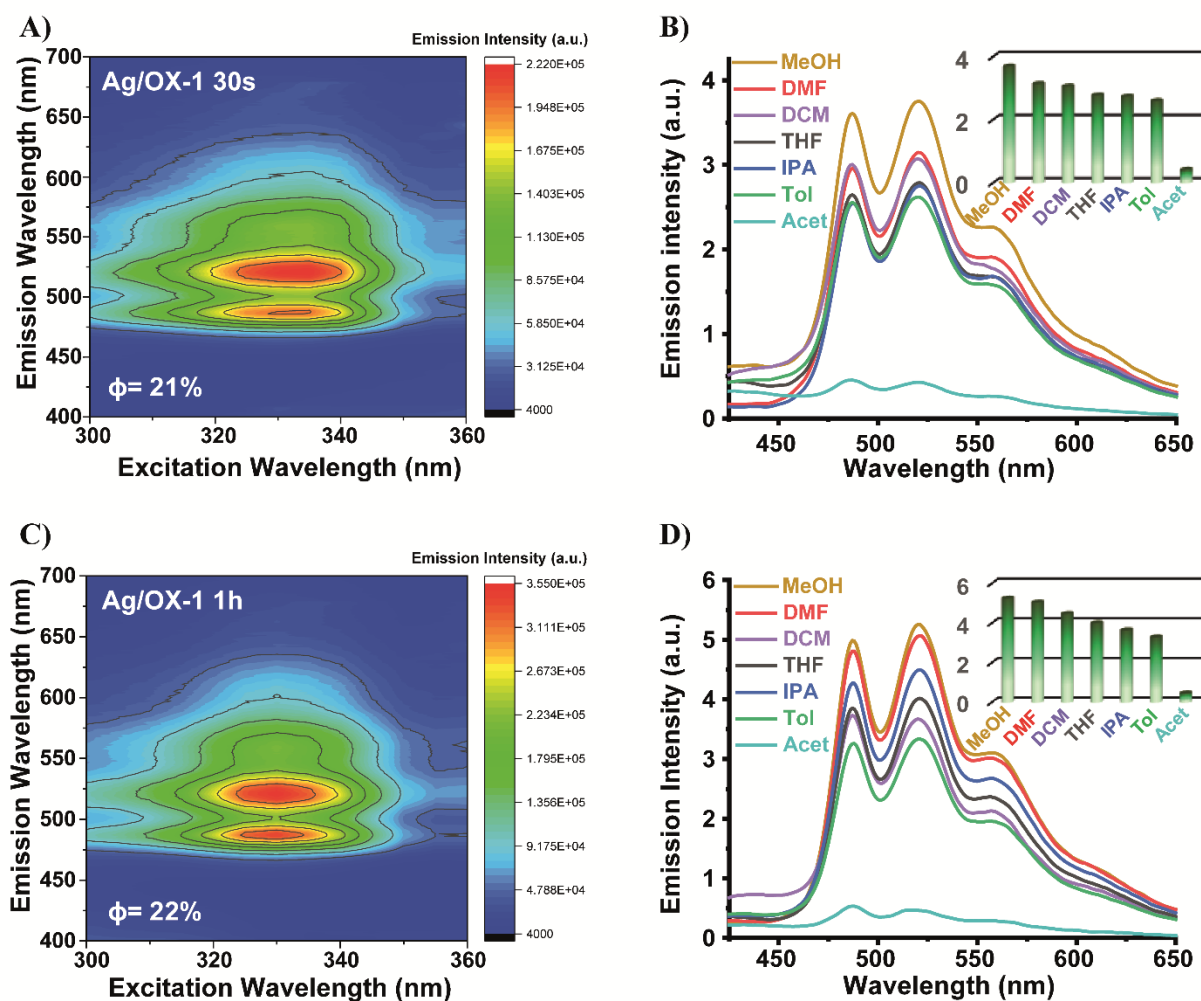 A)
Emission Intensity (a.u.)
Emission Wavelength (nm)
700
650
600
550
500
450
400
Ag/OX-1 30s
ϕ= 21%
300
320
340
360
Excitation Wavelength (nm)
2.220E+05
1.948E+05
1.675E+05
1.403E+05
1.130E+05
8.575E+04
5.850E+04
3.125E+04
4000
B)
Emission intensity (a.u.)
4
3
2
1
0
MeOH
DMF
DCM
THF
IPA
Tol
Acet
4
2
0
MeOH
DMF
DCM
THF
IPA
Tol
Acet
450
500
550
600
650
Wavelength (nm)
C)
Emission Intensity (a.u.)
Emission Wavelength (nm)
700
650
600
550
500
450
400
Ag/OX-1 1h
ϕ= 22%
300
320
340
360
Excitation Wavelength (nm)
3.550E+05
3.111E+05
2.673E+05
2.234E+05
1.795E+05
1.356E+05
9.175E+04
4.788E+04
4000
D)
Emission Intensity (a.u.)
6
5
4
3
2
1
0
MeOH
DMF
DCM
THF
IPA
Tol
Acet
6
4
2
0
MeOH
DMF
DCM
THF
IPA
Tol
Acet
450
500
550
600
650
Wavelength (nm)